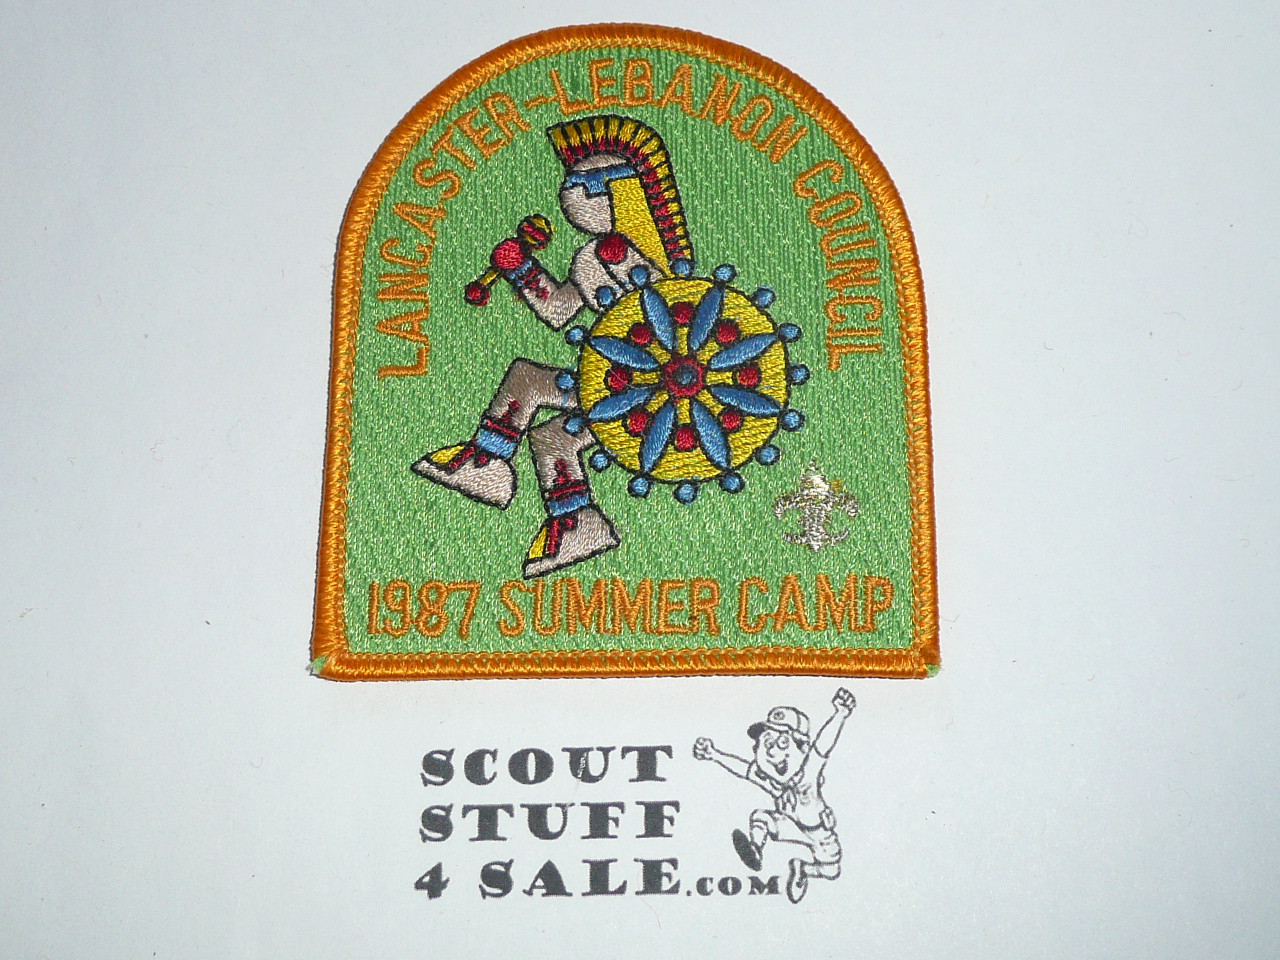 LANCASTER-LEBANON COUNCIL
1987 SUMMER CAMP
SCOUT
STUFF
4 SALE.COM